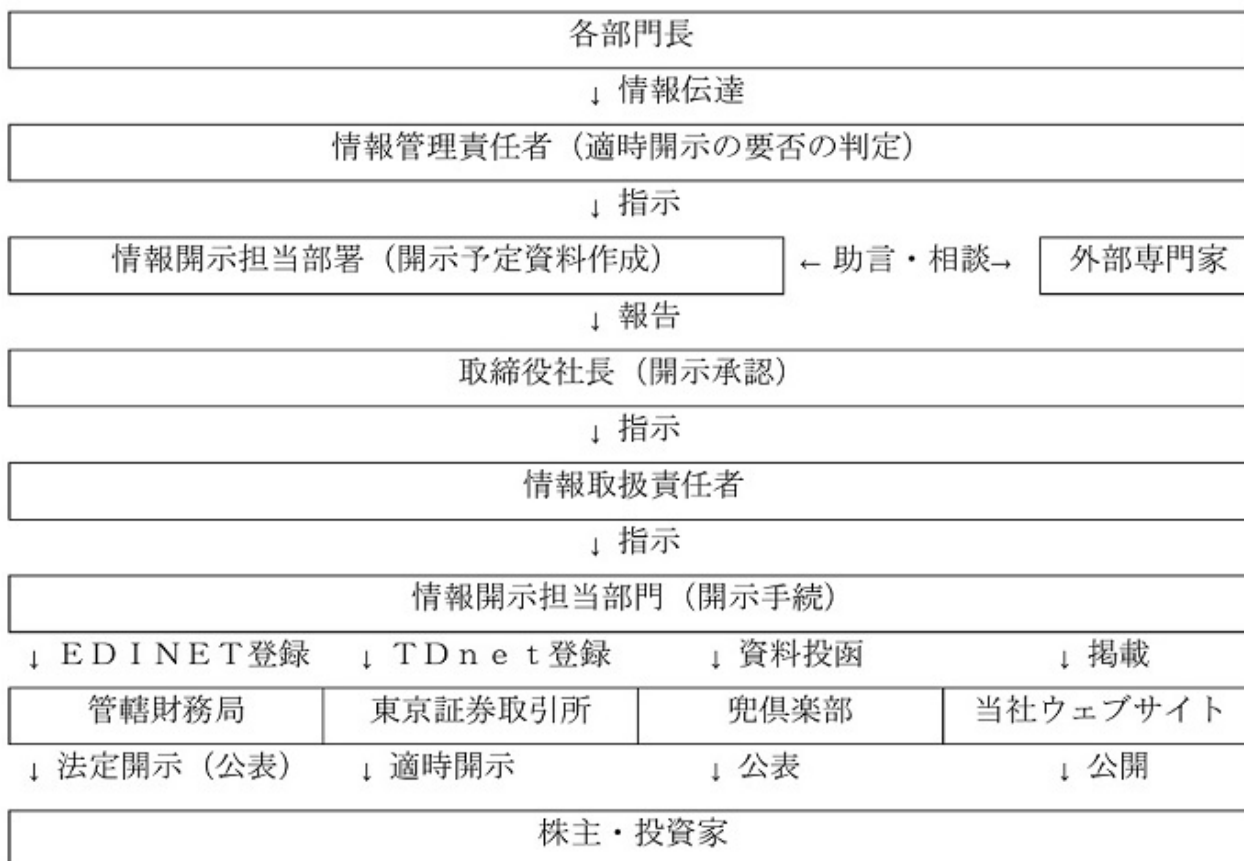 各部門長
↓ 情報伝達
情報管理責任者（適時開示の要否の判定）
↓ 指示
情報開示担当部署（開示予定資料作成） ← 助言・相談→ 外部専門家
↓ 報告
取締役社長（開示承認）
↓ 指示
情報取扱責任者
↓ 指示
情報開示担当部門（開示手続）
↓ ＥＤＩＮＥＴ登録 ↓ ＴＤｎｅｔ登録 ↓ 資料投函 ↓ 掲載
管轄財務局 東京証券取引所 兜倶楽部 当社ウェブサイト
↓ 法定開示（公表） ↓ 適時開示 ↓ 公表 ↓ 公開
株主・投資家